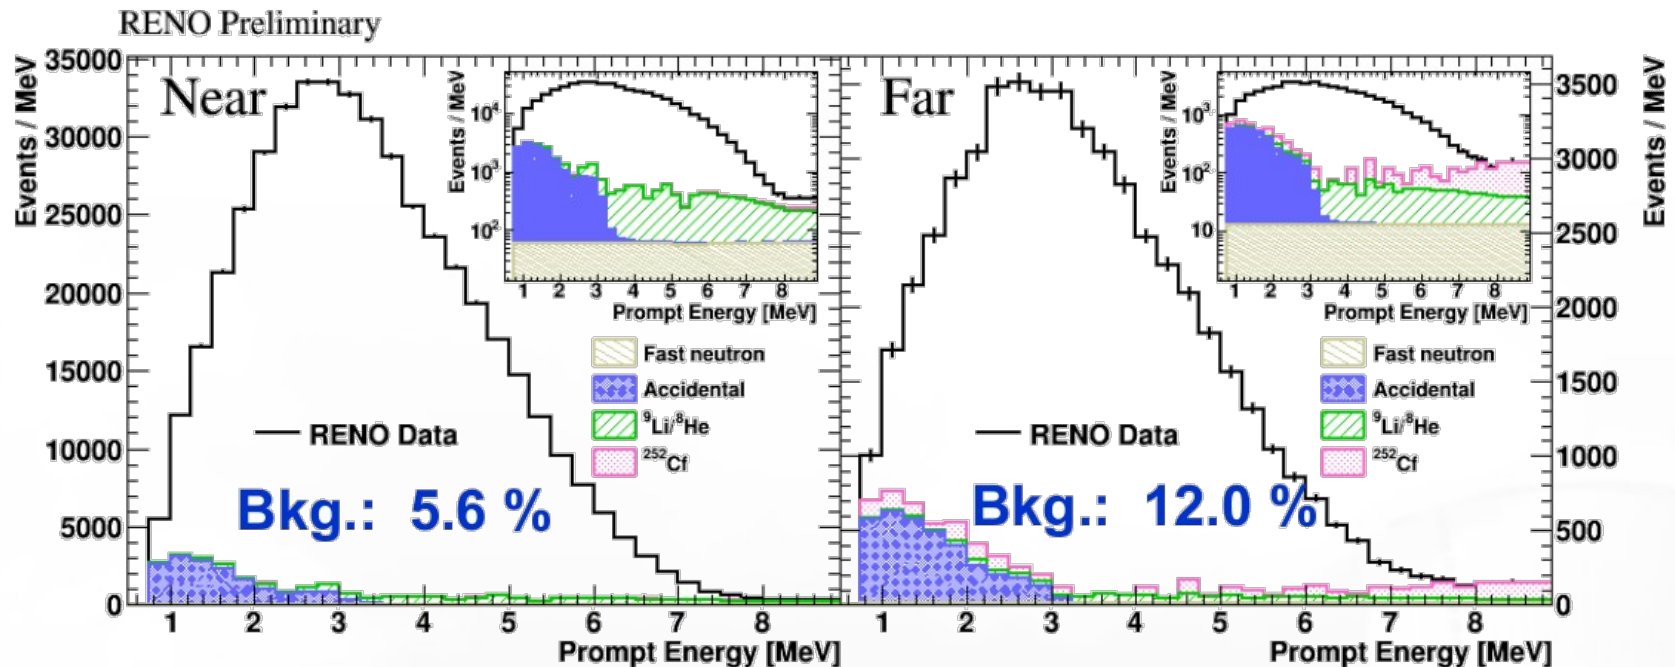 RENO Preliminary
Near
Events / MeV
35000
30000
25000
20000
15000
10000
5000
0
1 2 3 4 5 6 7 8
Prompt Energy [MeV]
Events / MeV
10⁴
10³
10²
1 2 3 4 5 6 7 8
Prompt Energy [MeV]
Fast neutron
Accidental
⁹Li/⁸He
²⁵²Cf
RENO Data
Bkg.: 5.6 %
Far
Events / MeV
10³
10²
10
1 2 3 4 5 6 7 8
Prompt Energy [MeV]
Fast neutron
Accidental
⁹Li/⁸He
²⁵²Cf
RENO Data
Bkg.: 12.0 %
1 2 3 4 5 6 7 8
Prompt Energy [MeV]
3500
3000
2500
2000
1500
1000
500
0
Events / MeV